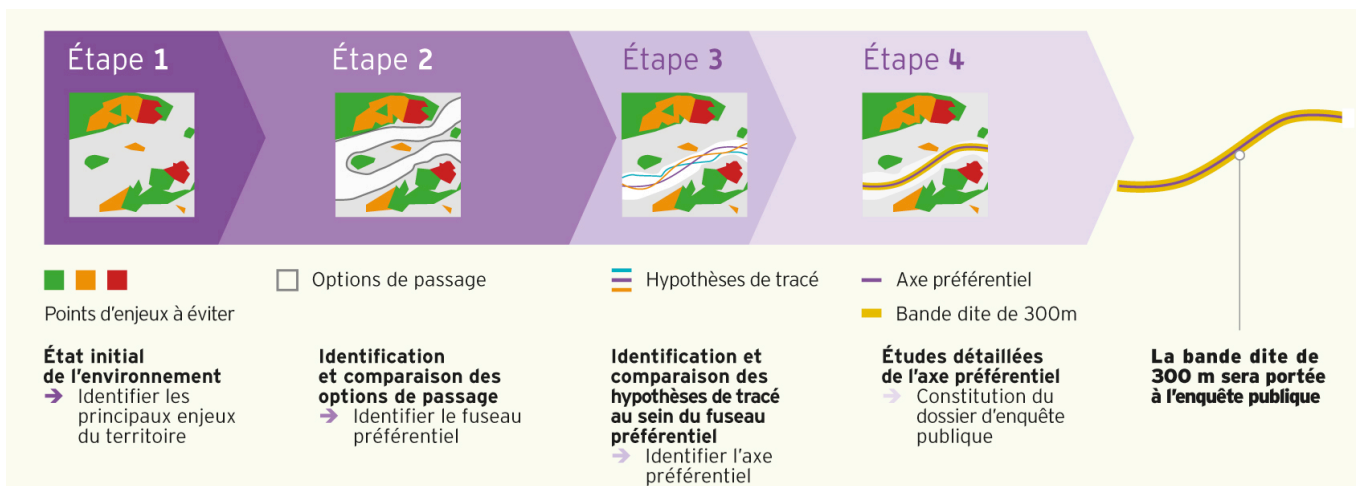 Étape 1
Étape 2
Étape 3
Étape 4
Points d’enjeux à éviter
Options de passage
Hypothèses de tracé
Axe préférentiel
Bande dite de 300m
État initial
de l’environnement
→ Identifier les
principaux enjeux
du territoire
Identification
et comparaison des
options de passage
→ Identifier le fuseau
préférentiel
Identification et
comparaison des
hypothèses de tracé
au sein du fuseau
préférentiel
→ Identifier l’axe
préférentiel
Études détaillées
de l’axe préférentiel
→ Constitution du
dossier d’enquête
publique
La bande dite de
300 m sera portée
à l’enquête publique